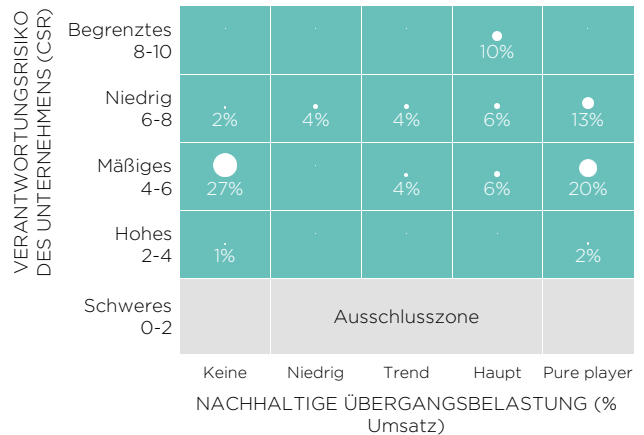 VERANTWORTUNGSRISIKO
DES UNTERNEHMENS (CSR)
Begrenztes
8-10
10%
Niedrig
6-8
2% 4% 4% 6% 13%
Mäßiges
4-6
27% 4% 6% 20%
Hohes
2-4
1% 2%
Schweres
0-2
Ausschlusszone
Keine Niedrig Trend Haupt Pure player
NACHHALTIGE ÜBERGANGSBELASTUNG (%
Umsatz)